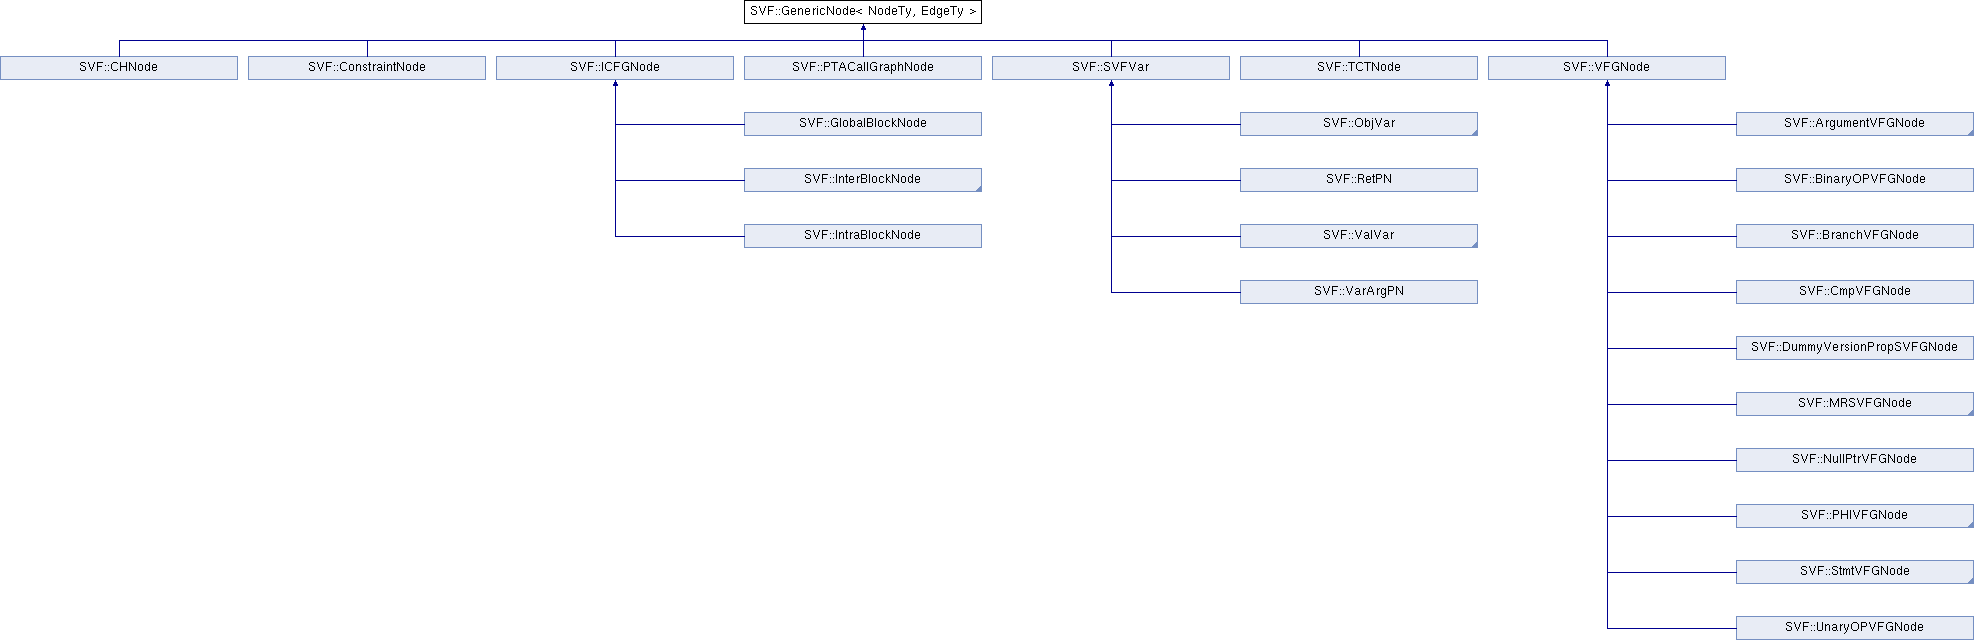 SVF::GenericNode< NodeTy, EdgeTy >
SVF::CHNode
SVF::ConstraintNode
SVF::ICFGNode
SVF::PTACallGraphNode
SVF::SVFVar
SVF::TCTNode
SVF::VFGNode
SVF::GlobalBlockNode
SVF::ObjVar
SVF::ArgumentVFGNode
SVF::InterBlockNode
SVF::RetPN
SVF::BinaryOPVFGNode
SVF::IntraBlockNode
SVF::ValVar
SVF::BranchVFGNode
SVF::VarArgPN
SVF::CmpVFGNode
SVF::DummyVersionPropSVFGNode
SVF::MRSVFGNode
SVF::NullPtrVFGNode
SVF::PHIVFGNode
SVF::StmtVFGNode
SVF::UnaryOPVFGNode